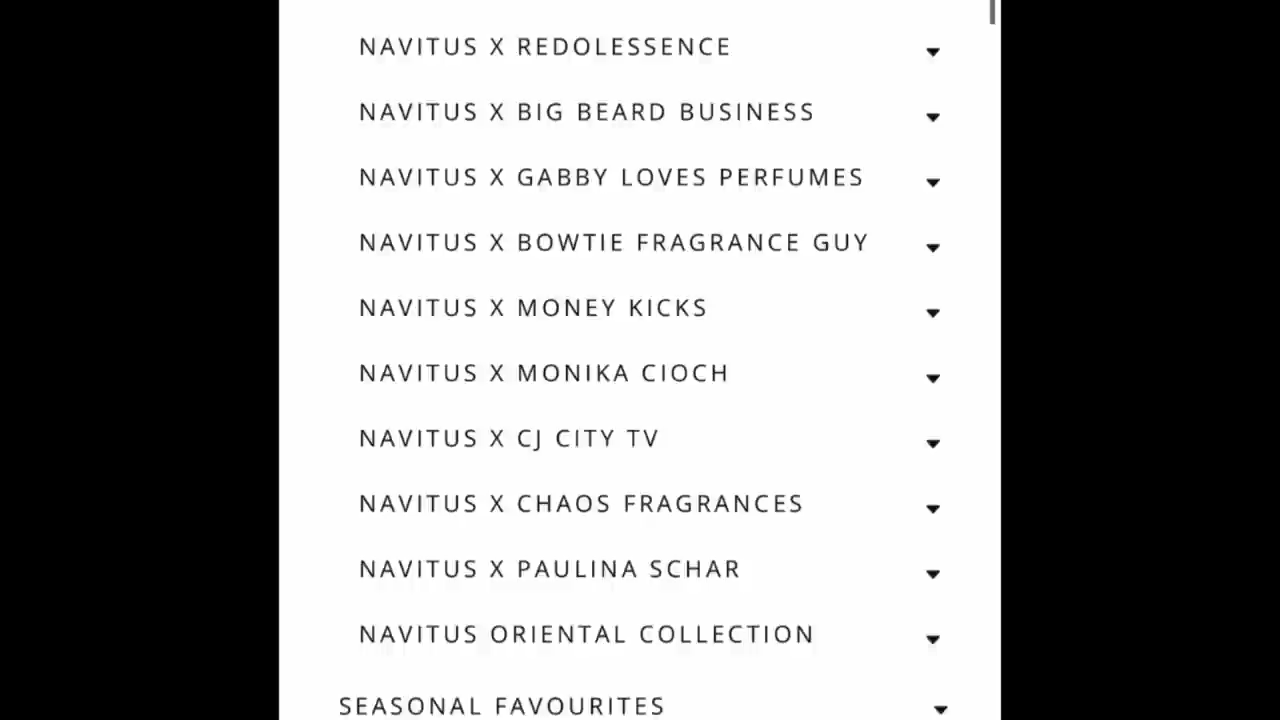 NAVITUS X REDOLESSENCE
NAVITUS X BIG BEARD BUSINESS
NAVITUS X GABBY LOVES PERFUMES
NAVITUS X BOWTIE FRAGRANCE GUY
NAVITUS X MONEY KICKS
NAVITUS X MONIKA CIOCH
NAVITUS X CJ CITY TV
NAVITUS X CHAOS FRAGRANCES
NAVITUS X PAULINA SCHAR
NAVITUS ORIENTAL COLLECTION
SEASONAL FAVOURITES